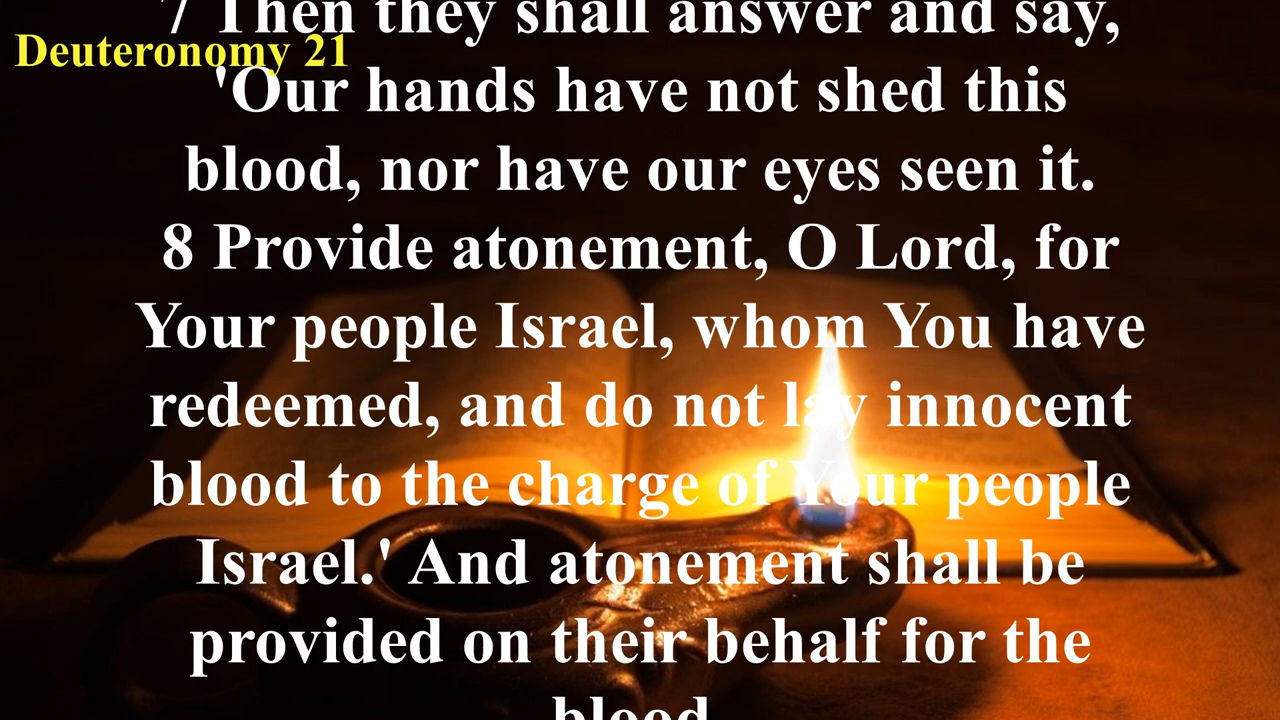 7 Then they shall answer and say,
Deuteronomy 21
'Our hands have not shed this
blood, nor have our eyes seen it.
8 Provide atonement, O Lord, for
Your people Israel, whom You have
redeemed, and do not lay innocent
blood to the charge of Your people
Israel.' And atonement shall be
provided on their behalf for the
blood.